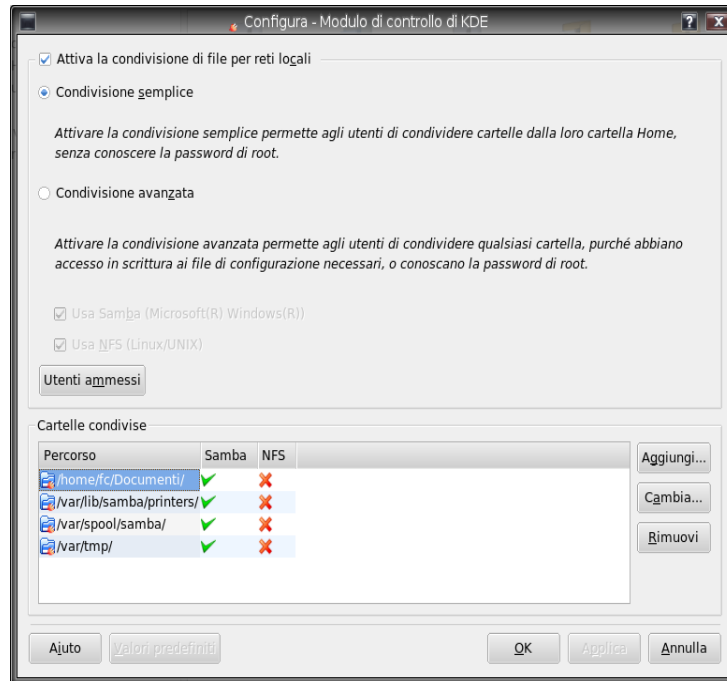 Configura - Modulo di controllo di KDE
Attiva la condivisione di file per reti locali
Condivisione semplice
Attivare la condivisione semplice permette agli utenti di condividere cartelle dalla loro cartella Home,
senza conoscere la password di root.
Condivisione avanzata
Attivare la condivisione avanzata permette agli utenti di condividere qualsiasi cartella, purché abbiano
accesso in scrittura ai file di configurazione necessari, o conoscano la password di root.
Usa Samba (Microsoft(R) Windows(R))
Usa NFS (Linux/UNIX)
Utenti ammessi
Cartelle condivise
Percorso Samba NFS
/home/fc/Documenti/
/var/lib/samba/printers/
/var/spool/samba/
/var/tmp/
Aggiungi...
Cambia...
Rimuovi
Aiuto Valori predefiniti OK Applica Annulla